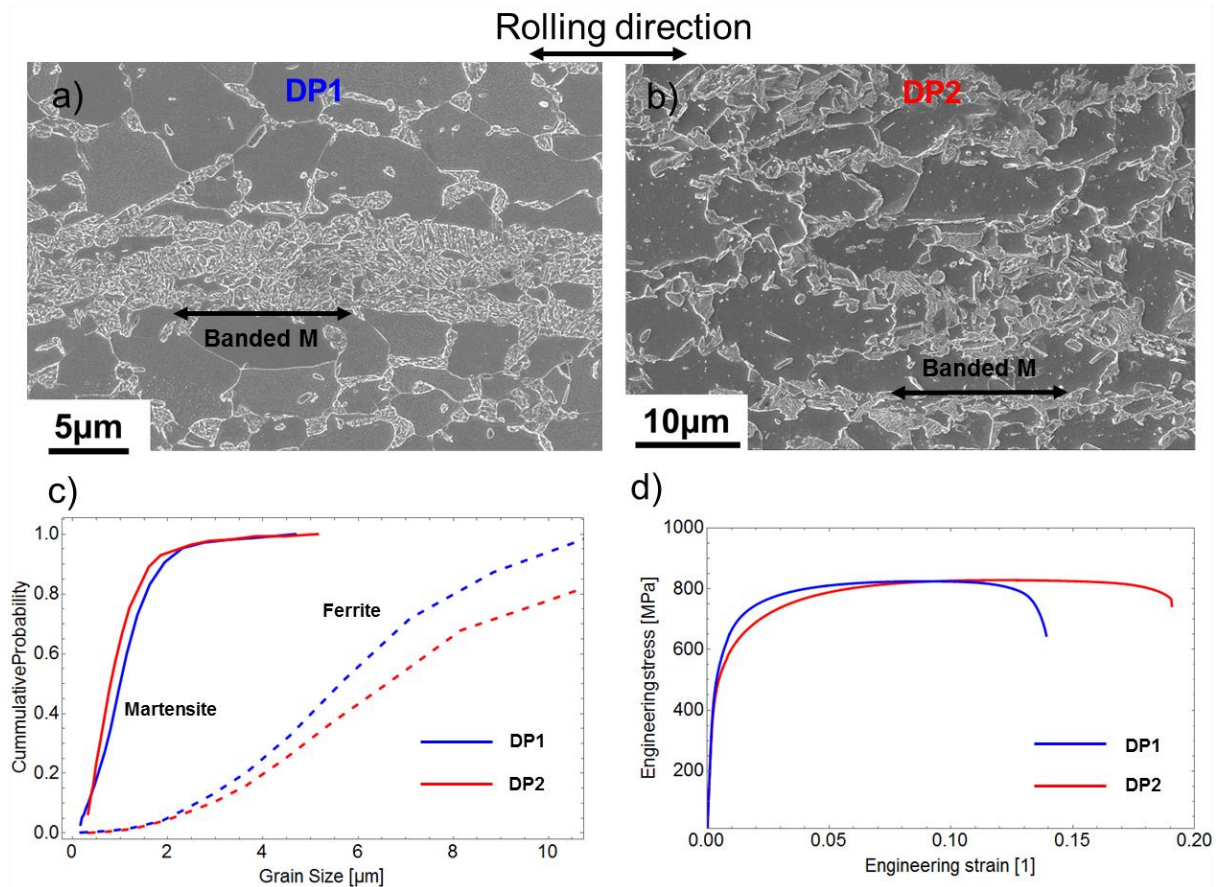 Rolling direction
a)
DP1
Banded M
5µm
b)
DP2
Banded M
10µm
c)
CummulativeProbability
1.0
0.8
0.6
0.4
0.2
0.0
Ferrite
Martensite
DP1
DP2
0
2
4
6
8
10
Grain Size [µm]
d)
Engineeringstress [MPa]
1000
800
600
400
200
DP1
DP2
0.00
0.05
0.10
0.15
0.20
Engineering strain [1]